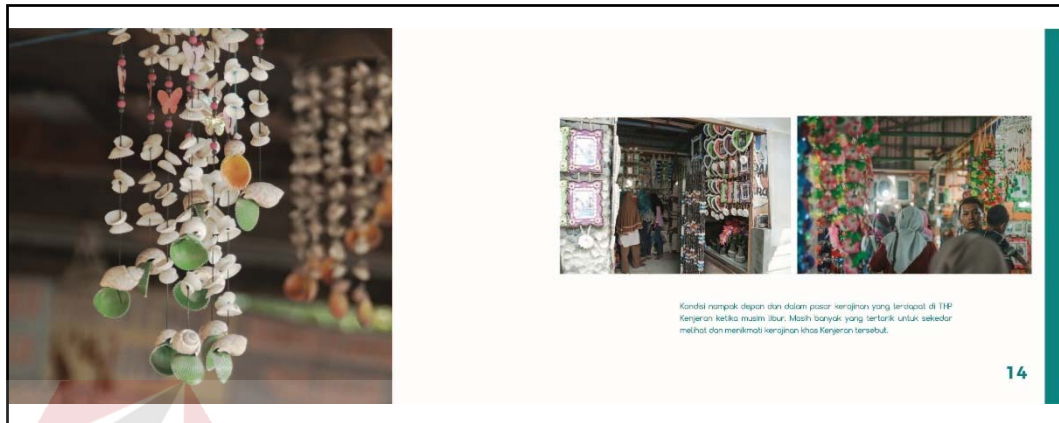 Kondisi nampak depan dan dalam pasar kerajinan yang terdapat di THP
Kenjeran ketika musim libur. Masih banyak yang tertarik untuk sekedar
melihat dan menikmati kerajinan khas Kenjeran tersebut.
14